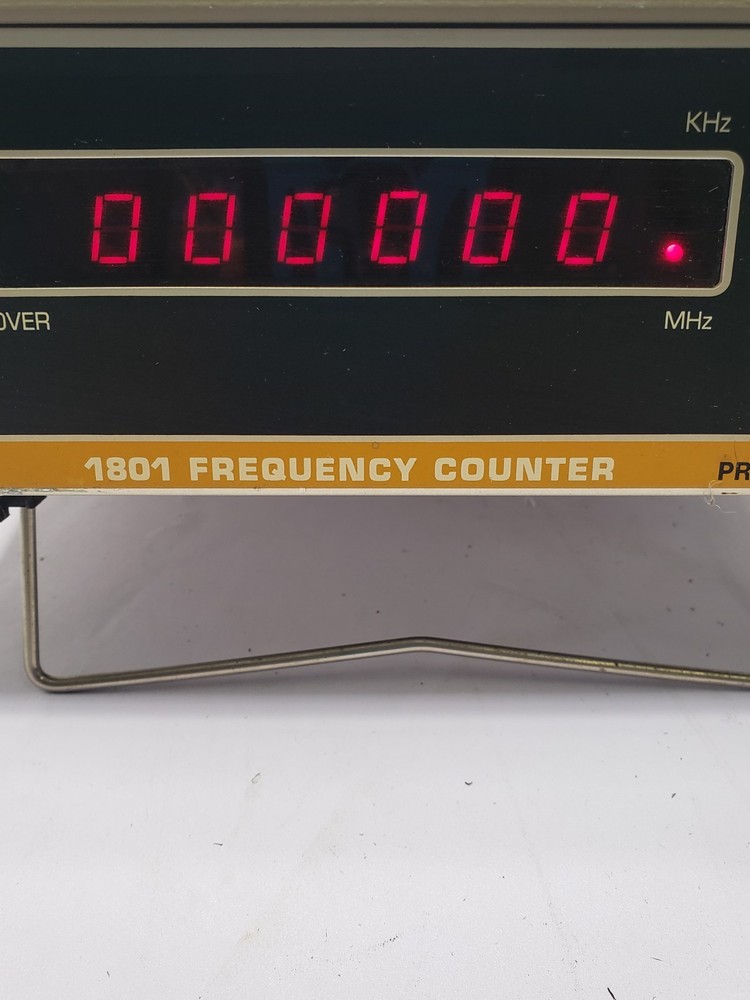 KHz
000000
OVER
MHz
1801 FREQUENCY COUNTER
PR